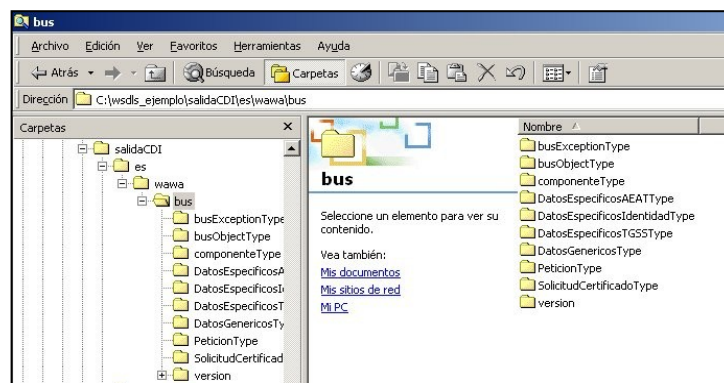 bus
Archivo Edición Ver Favoritos Herramientas Ayuda
Atrás Búsqueda Carpetas
Dirección C:\wsdls_ejemplo\salidaCDI\es\wawa\bus
Carpetas
salidaCDI
es
wawa
bus
busExceptionType
busObjectType
componenteType
DatosEspecificosA
DatosEspecificosI
DatosEspecificosT
DatosGenericosTy
PeticionType
SolicitudCertificad
version
bus
Seleccione un elemento para ver su
contenido.
Vea también:
Mis documentos
Mis sitios de red
Mi PC
Nombre
busExceptionType
busObjectType
componenteType
DatosEspecificosAEATType
DatosEspecificosIdentidadType
DatosEspecificosTGSSType
DatosGenericosType
PeticionType
SolicitudCertificadoType
version